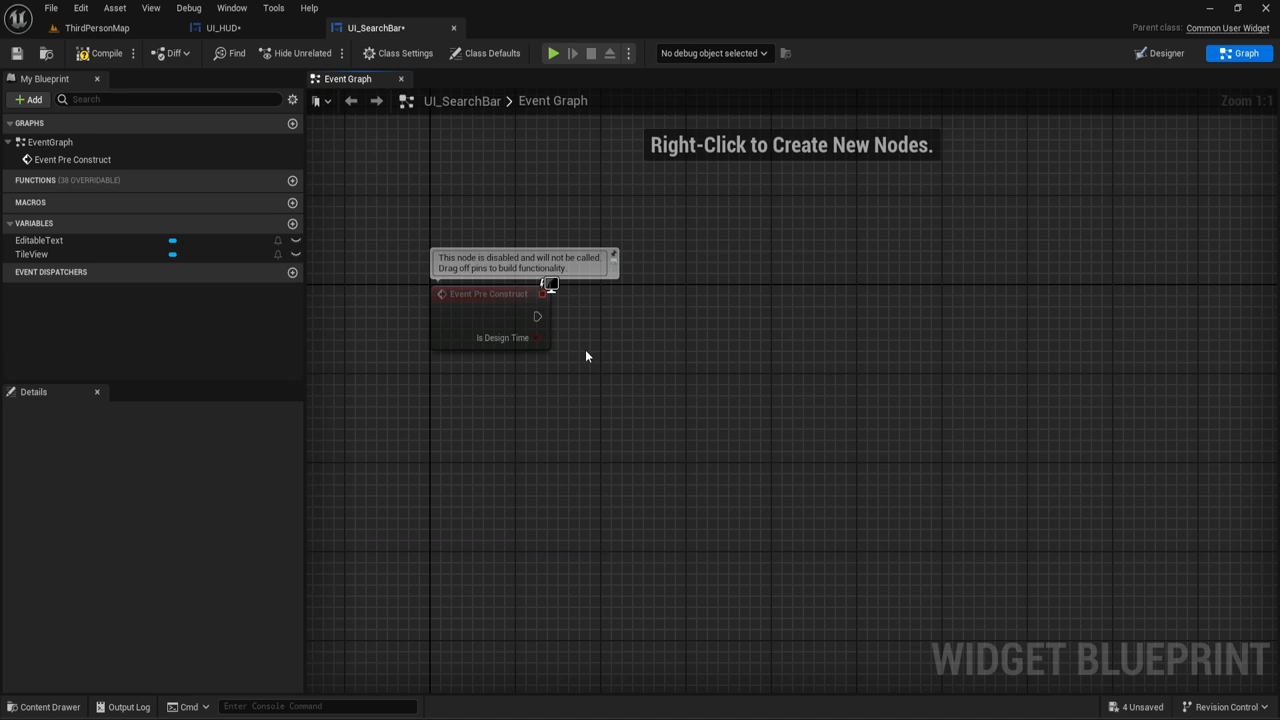 File Edit Asset View Debug Window Tools Help
ThirdPersonMap UI_HUD* UI_SearchBar* Parent class: Common User Widget
Compile Diff Find Hide Unrelated Class Settings Class Defaults No debug object selected Designer Graph
My Blueprint Event Graph
Add Search UI_SearchBar > Event Graph Zoom 1:1
GRAPHS
EventGraph
Event Pre Construct
FUNCTIONS (38 OVERRIDABLE)
MACROS
VARIABLES
EditableText
TileView
EVENT DISPATCHERS
Details
Right-Click to Create New Nodes.
This node is disabled and will not be called.
Drag off pins to build functionality.
Event Pre Construct
Is Design Time
WIDGET BLUEPRINT
Content Drawer Output Log Cmd Enter Console Command 4 Unsaved Revision Control